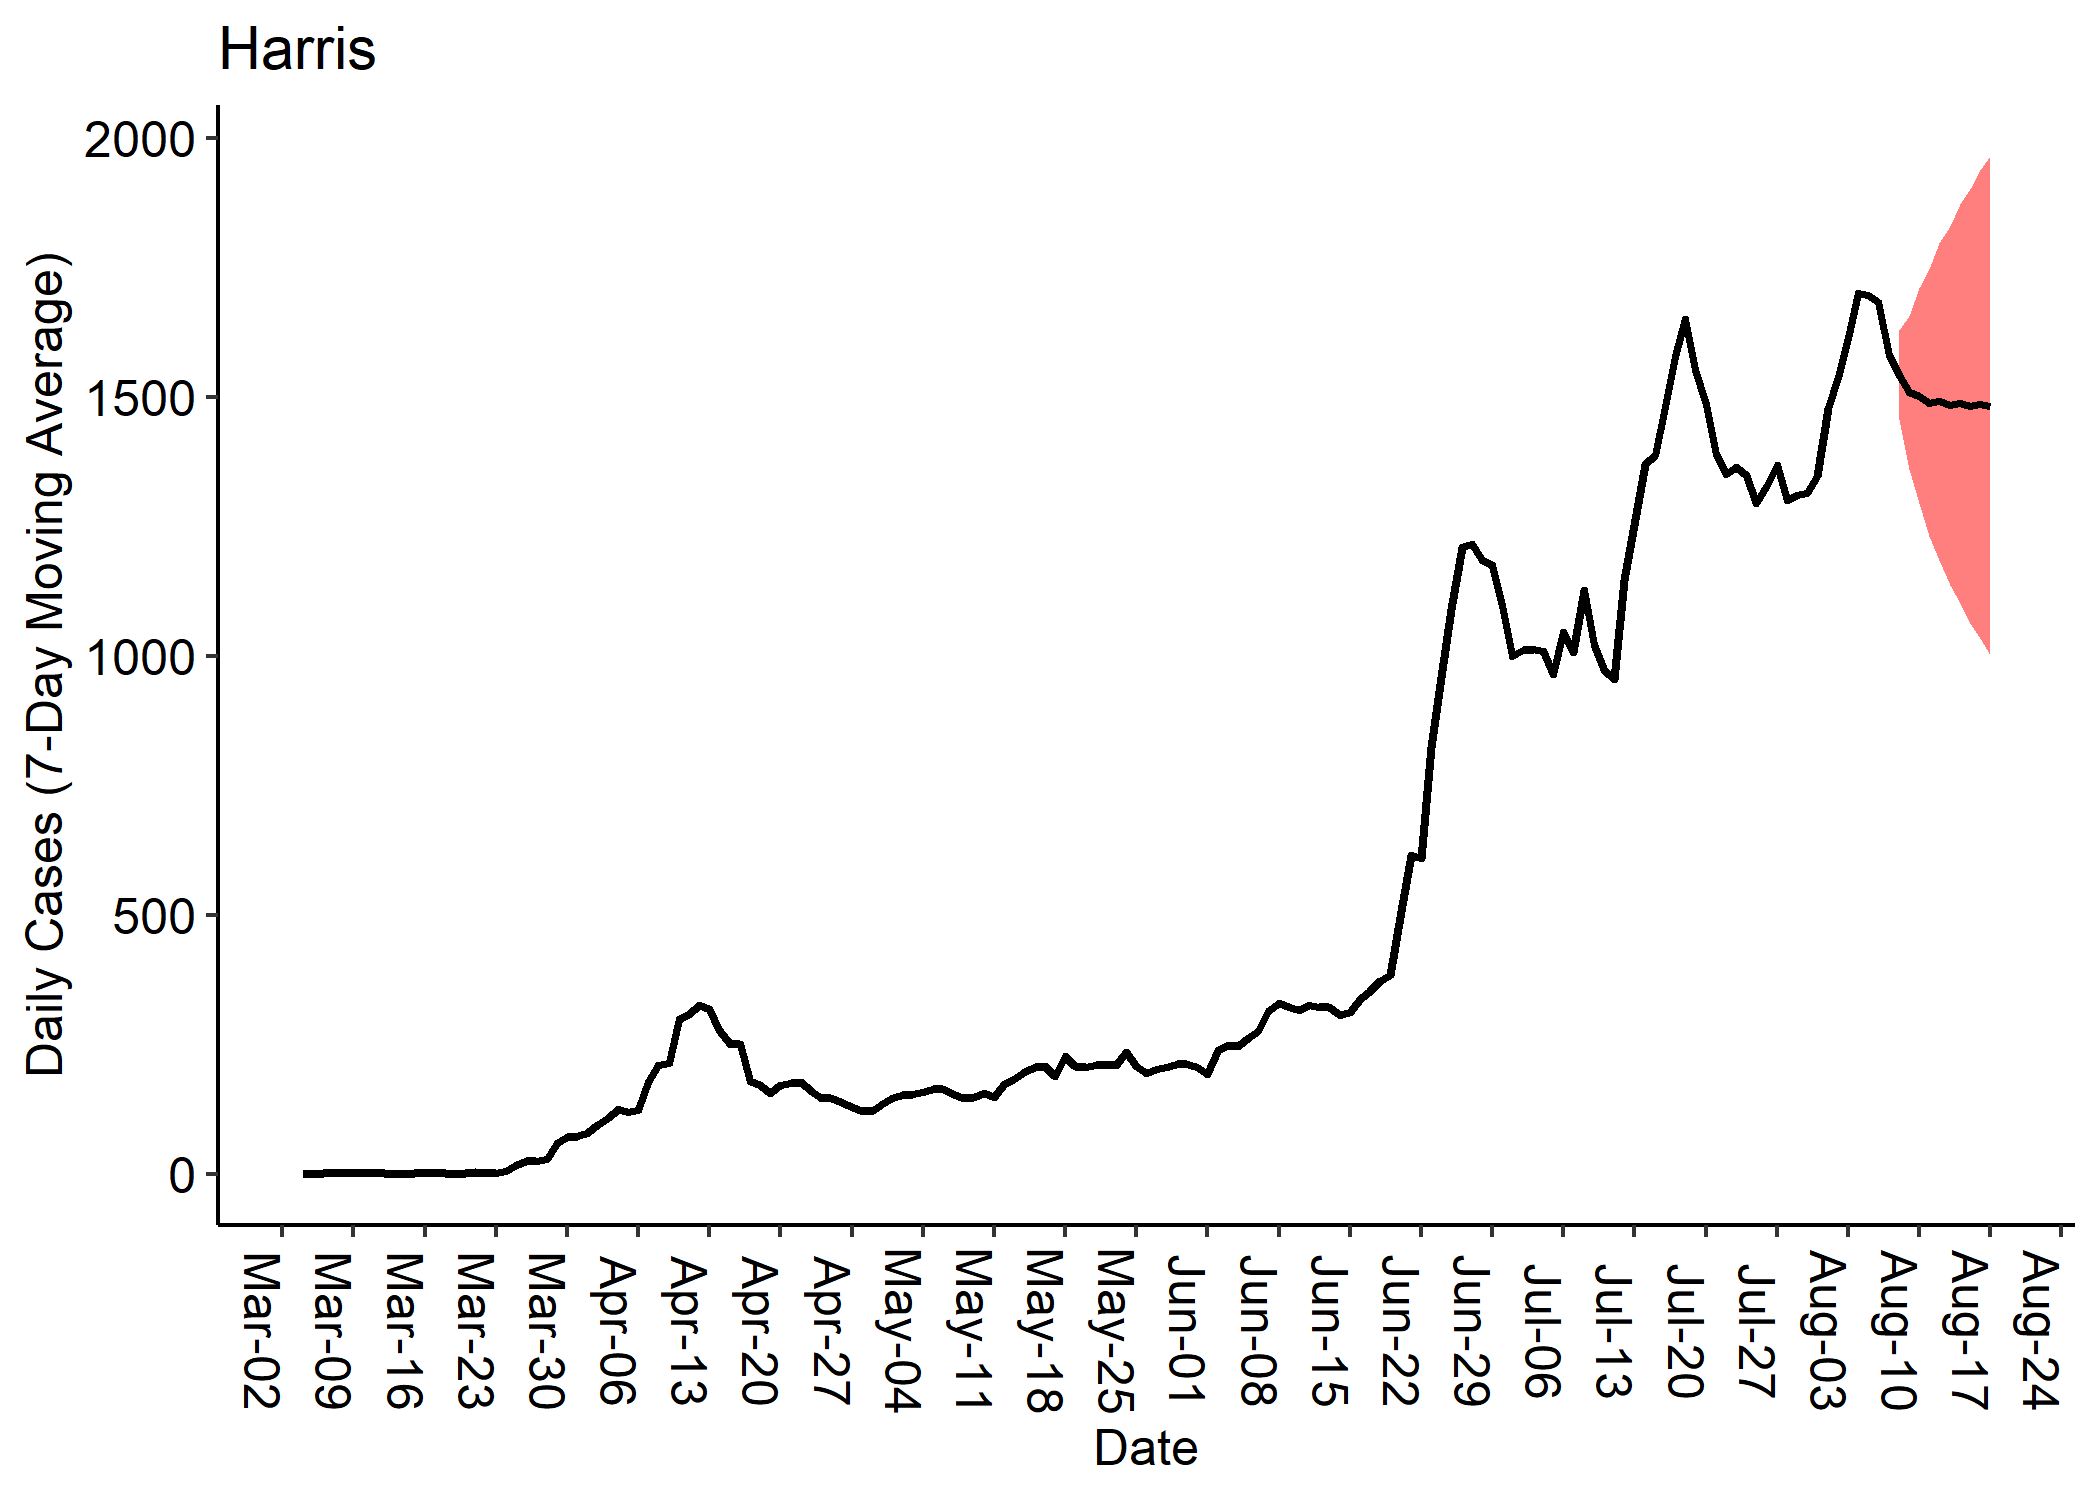 Harris
Daily Cases (7-Day Moving Average)
2000
1500
1000
500
0
Mar-02
Mar-09
Mar-16
Mar-23
Mar-30
Apr-06
Apr-13
Apr-20
Apr-27
May-04
May-11
May-18
May-25
Jun-01
Jun-08
Jun-15
Jun-22
Jun-29
Jul-06
Jul-13
Jul-20
Jul-27
Aug-03
Aug-10
Aug-17
Aug-24
Date